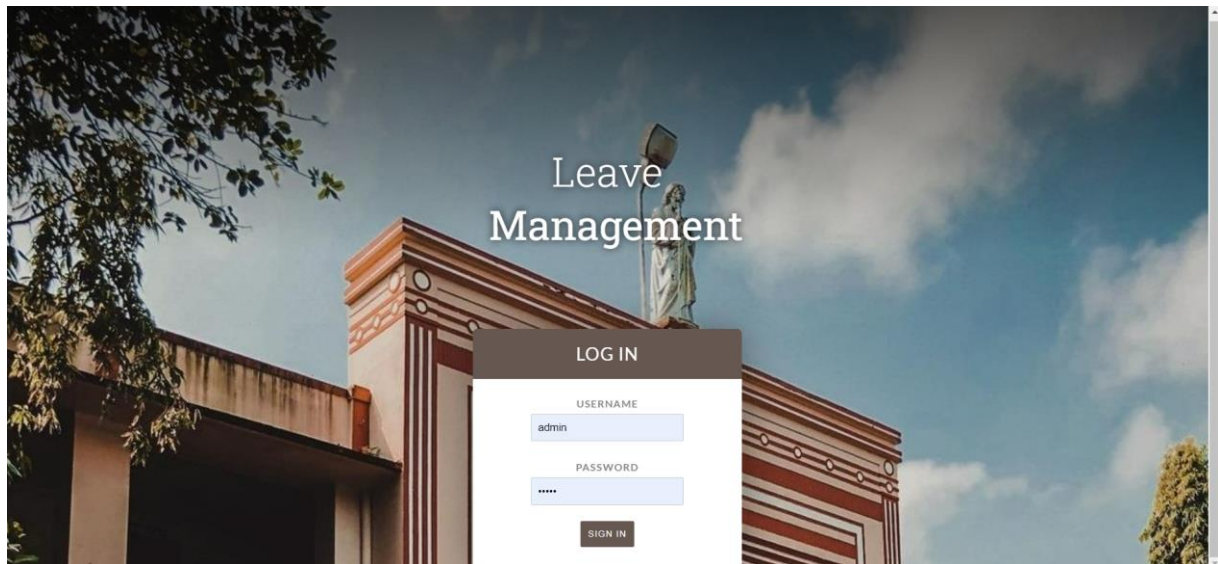 Leave
Management
LOG IN
USERNAME
admin
PASSWORD
•••••
SIGN IN